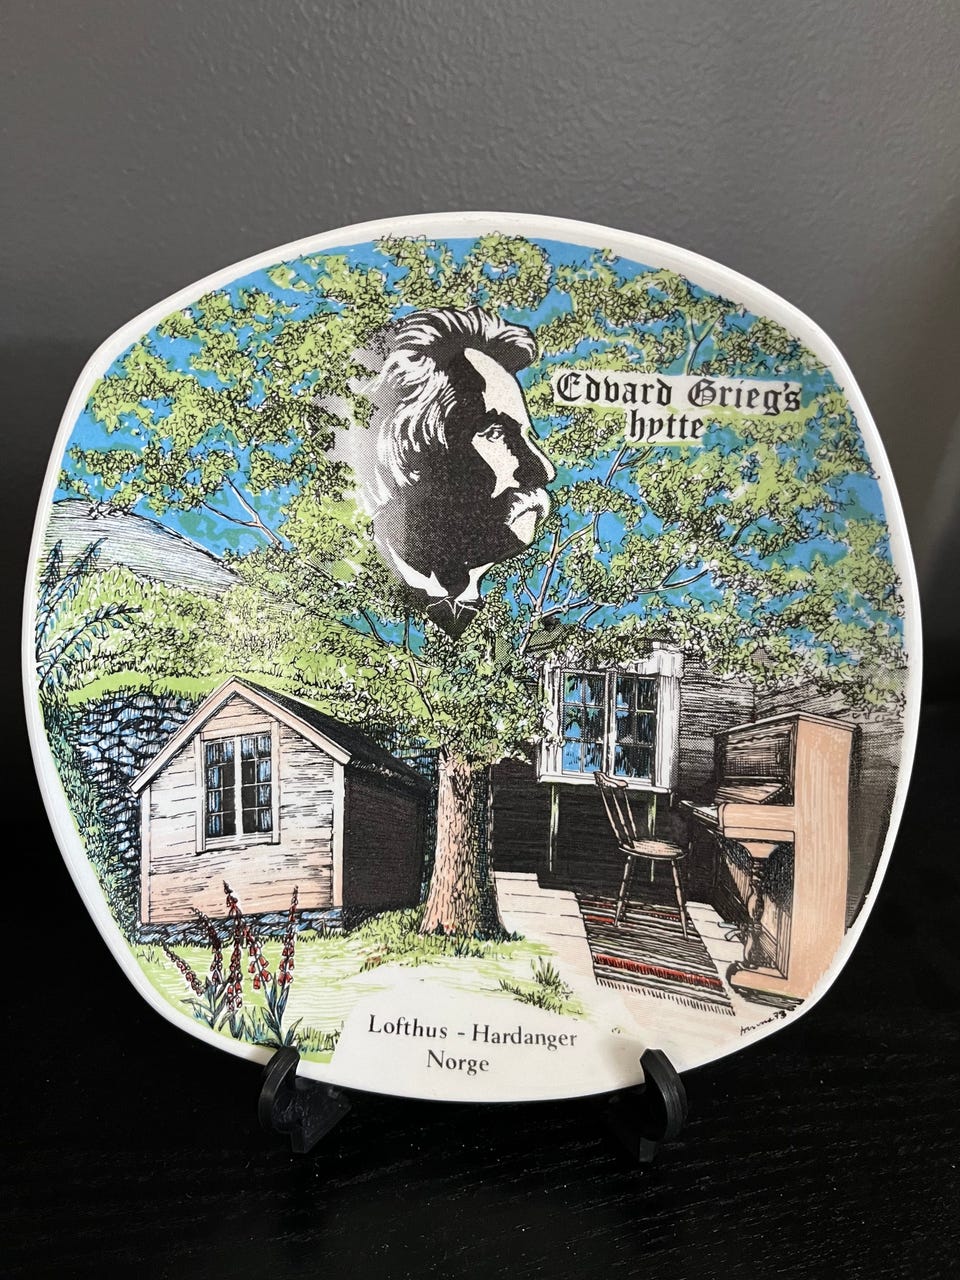 Edvard Grieg's
hytte
Lofthus - Hardanger
Norge